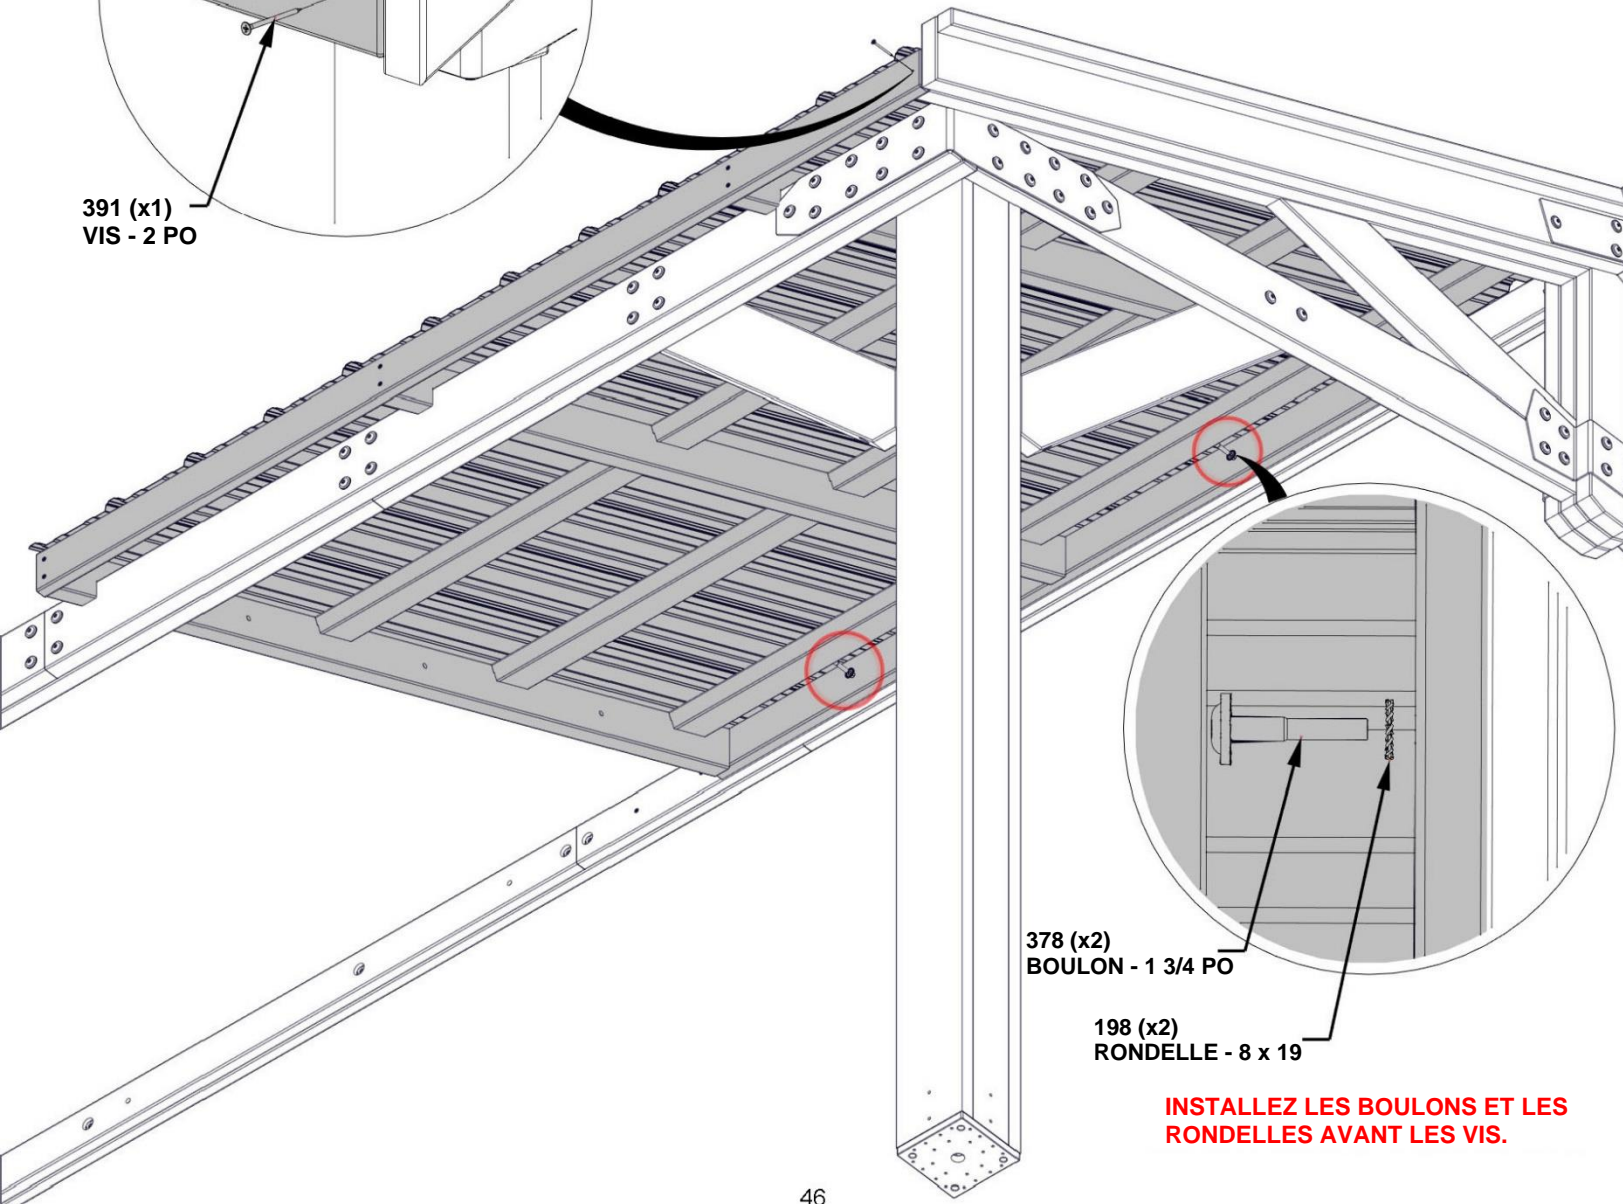 391 (x1)
VIS - 2 PO
378 (x2)
BOULON - 1 3/4 PO
198 (x2)
RONDELLE - 8 x 19
INSTALLEZ LES BOULONS ET LES
RONDELLES AVANT LES VIS.
46